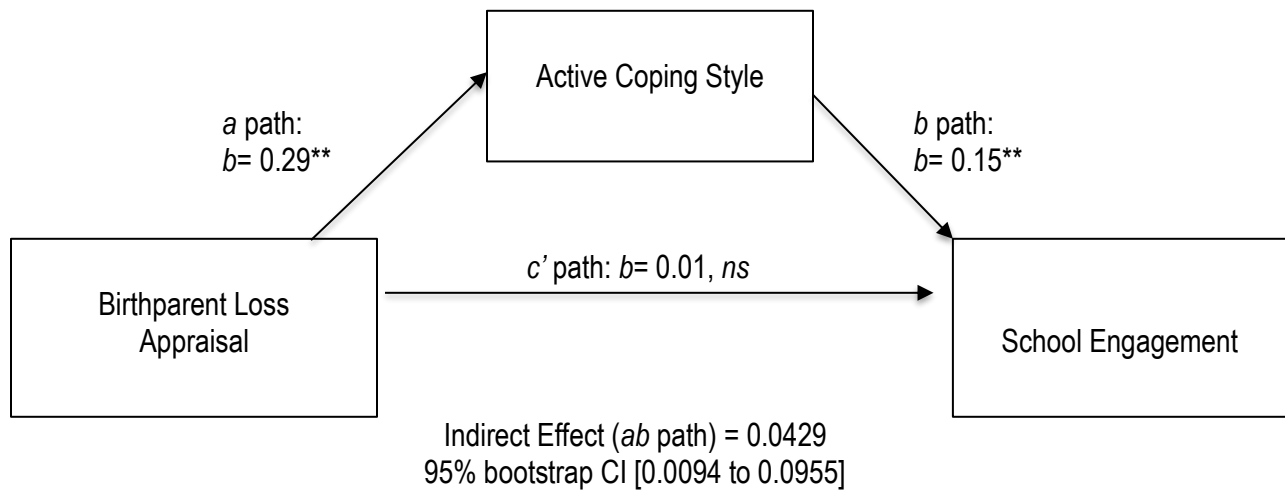 Active Coping Style
a path:
b= 0.29**
b path:
b= 0.15**
c’ path: b= 0.01, ns
Birthparent Loss
Appraisal
School Engagement
Indirect Effect (ab path) = 0.0429
95% bootstrap CI [0.0094 to 0.0955]